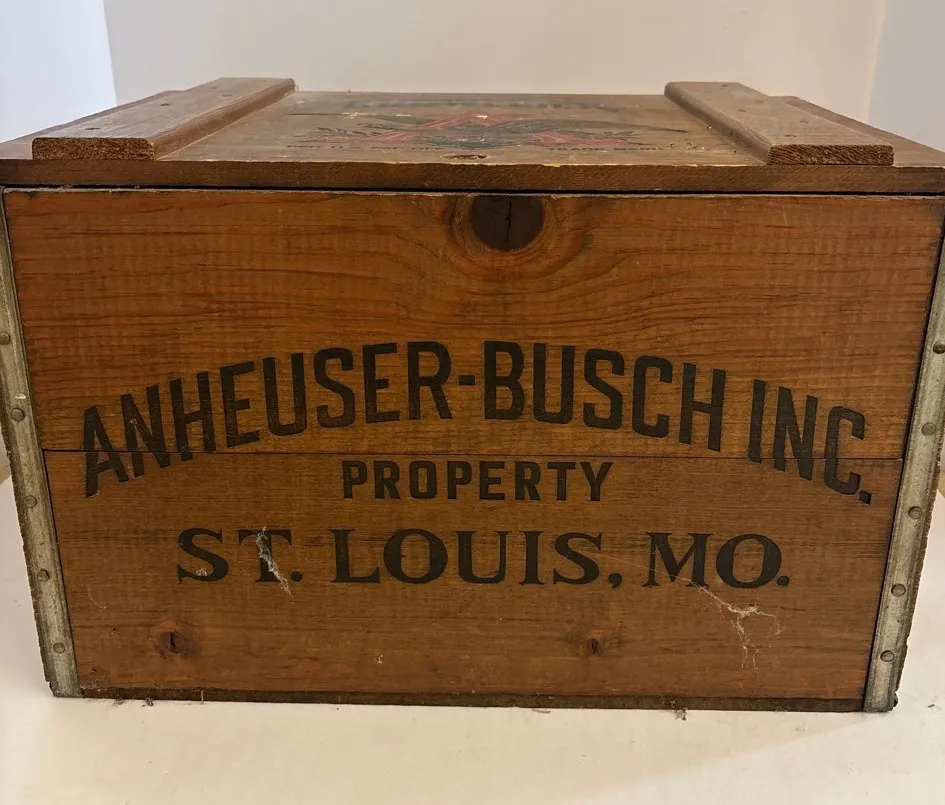 ANHEUSER-BUSCH INC.
PROPERTY
ST. LOUIS, MO.